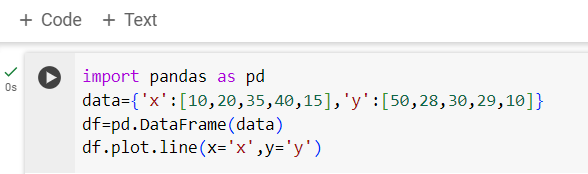 + Code + Text
0s
import pandas as pd
data={'x':[10,20,35,40,15],'y':[50,28,30,29,10]}
df=pd.DataFrame(data)
df.plot.line(x='x',y='y')